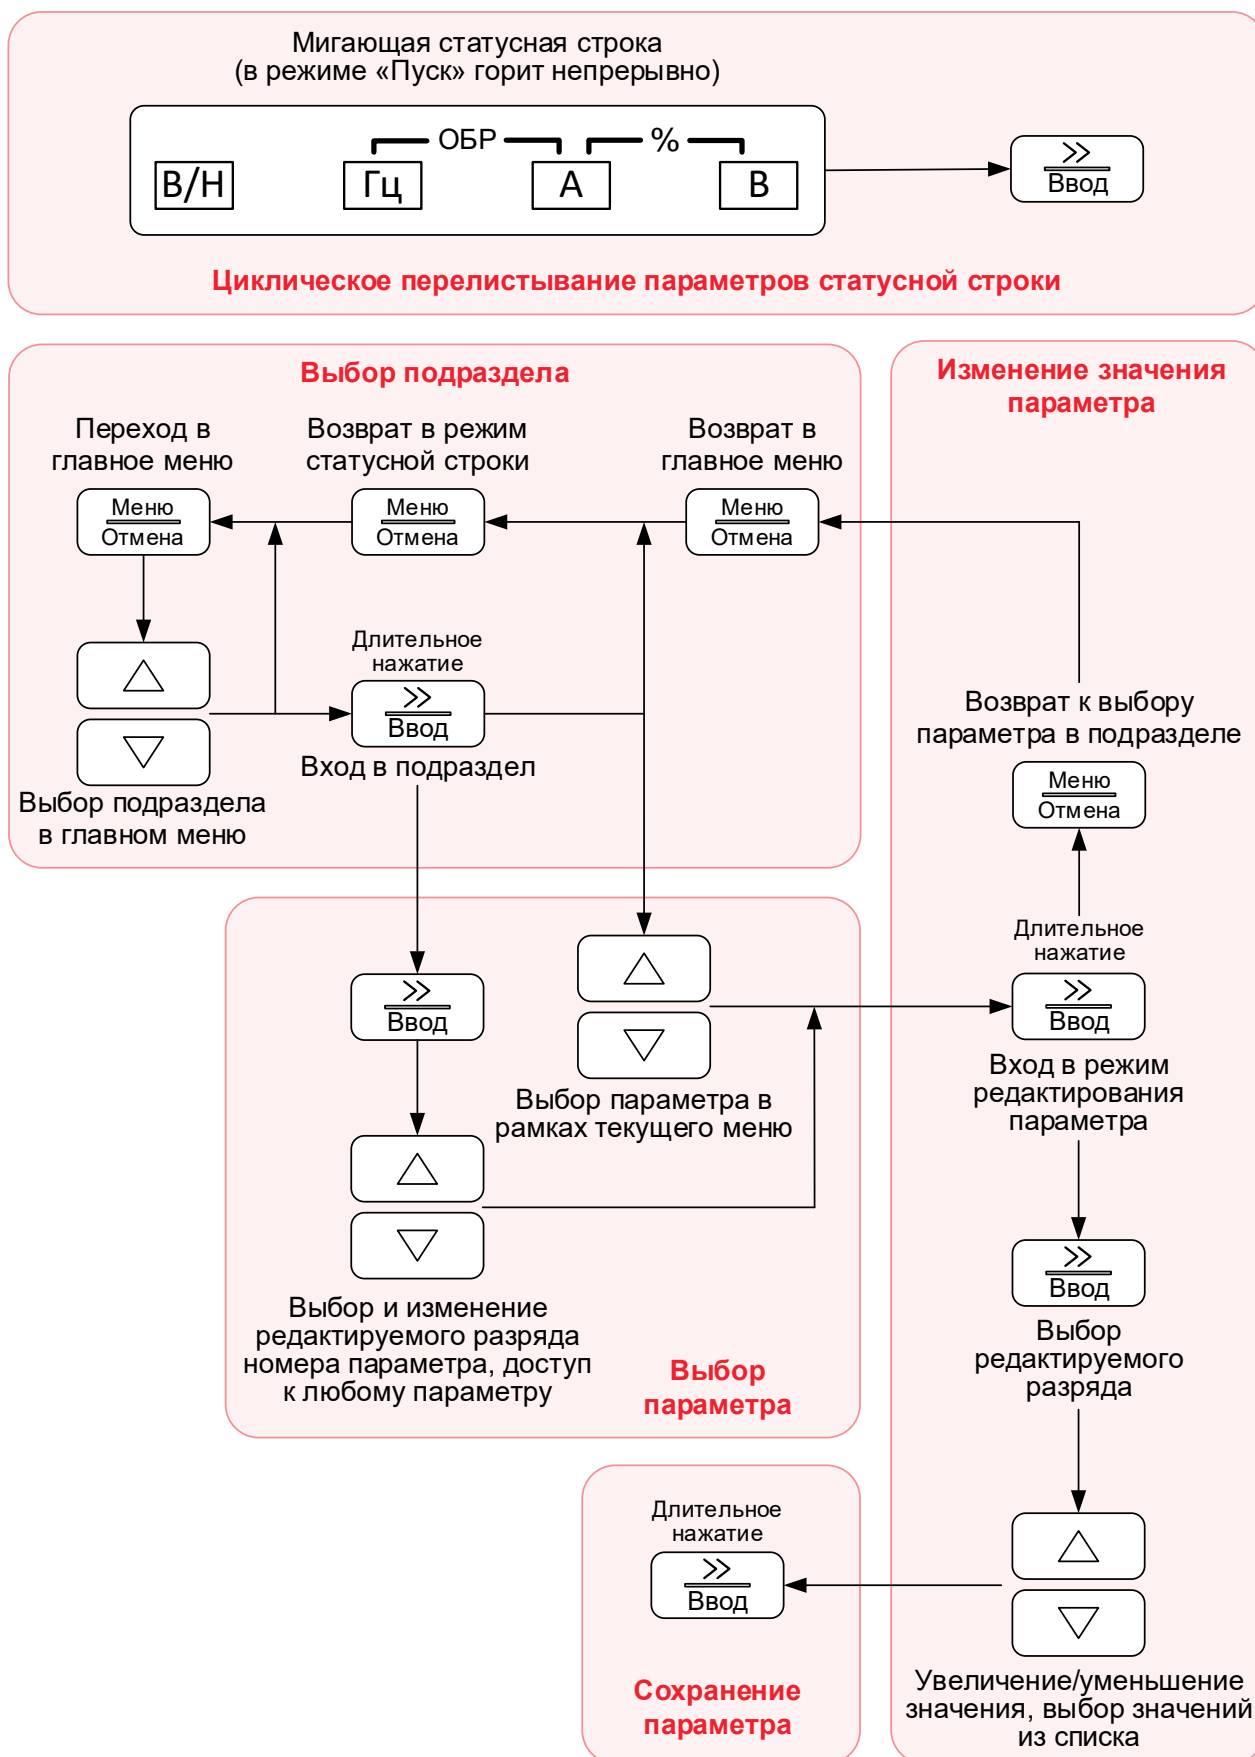 Мигающая статусная строка
(в режиме «Пуск» горит непрерывно)
ОБР
%
В/Н
Гц
А
В
>>
Ввод
Циклическое перелистывание параметров статусной строки
Выбор подраздела
Переход в
главное меню
Меню
Отмена
Возврат в режим
статусной строки
Меню
Отмена
Возврат в
главное меню
Меню
Отмена
Длительное
нажатие
>>
Ввод
Вход в подраздел
Выбор подраздела
в главном меню
>>
Ввод
Выбор параметра в
рамках текущего меню
Выбор и изменение
редактируемого разряда
номера параметра, доступ
к любому параметру
Выбор
параметра
Изменение значения
параметра
Возврат к выбору
параметра в подразделе
Меню
Отмена
Длительное
нажатие
>>
Ввод
Вход в режим
редактирования
параметра
>>
Ввод
Выбор
редактируемого
разряда
Увеличение/уменьшение
значения, выбор значений
из списка
Длительное
нажатие
>>
Ввод
Сохранение
параметра